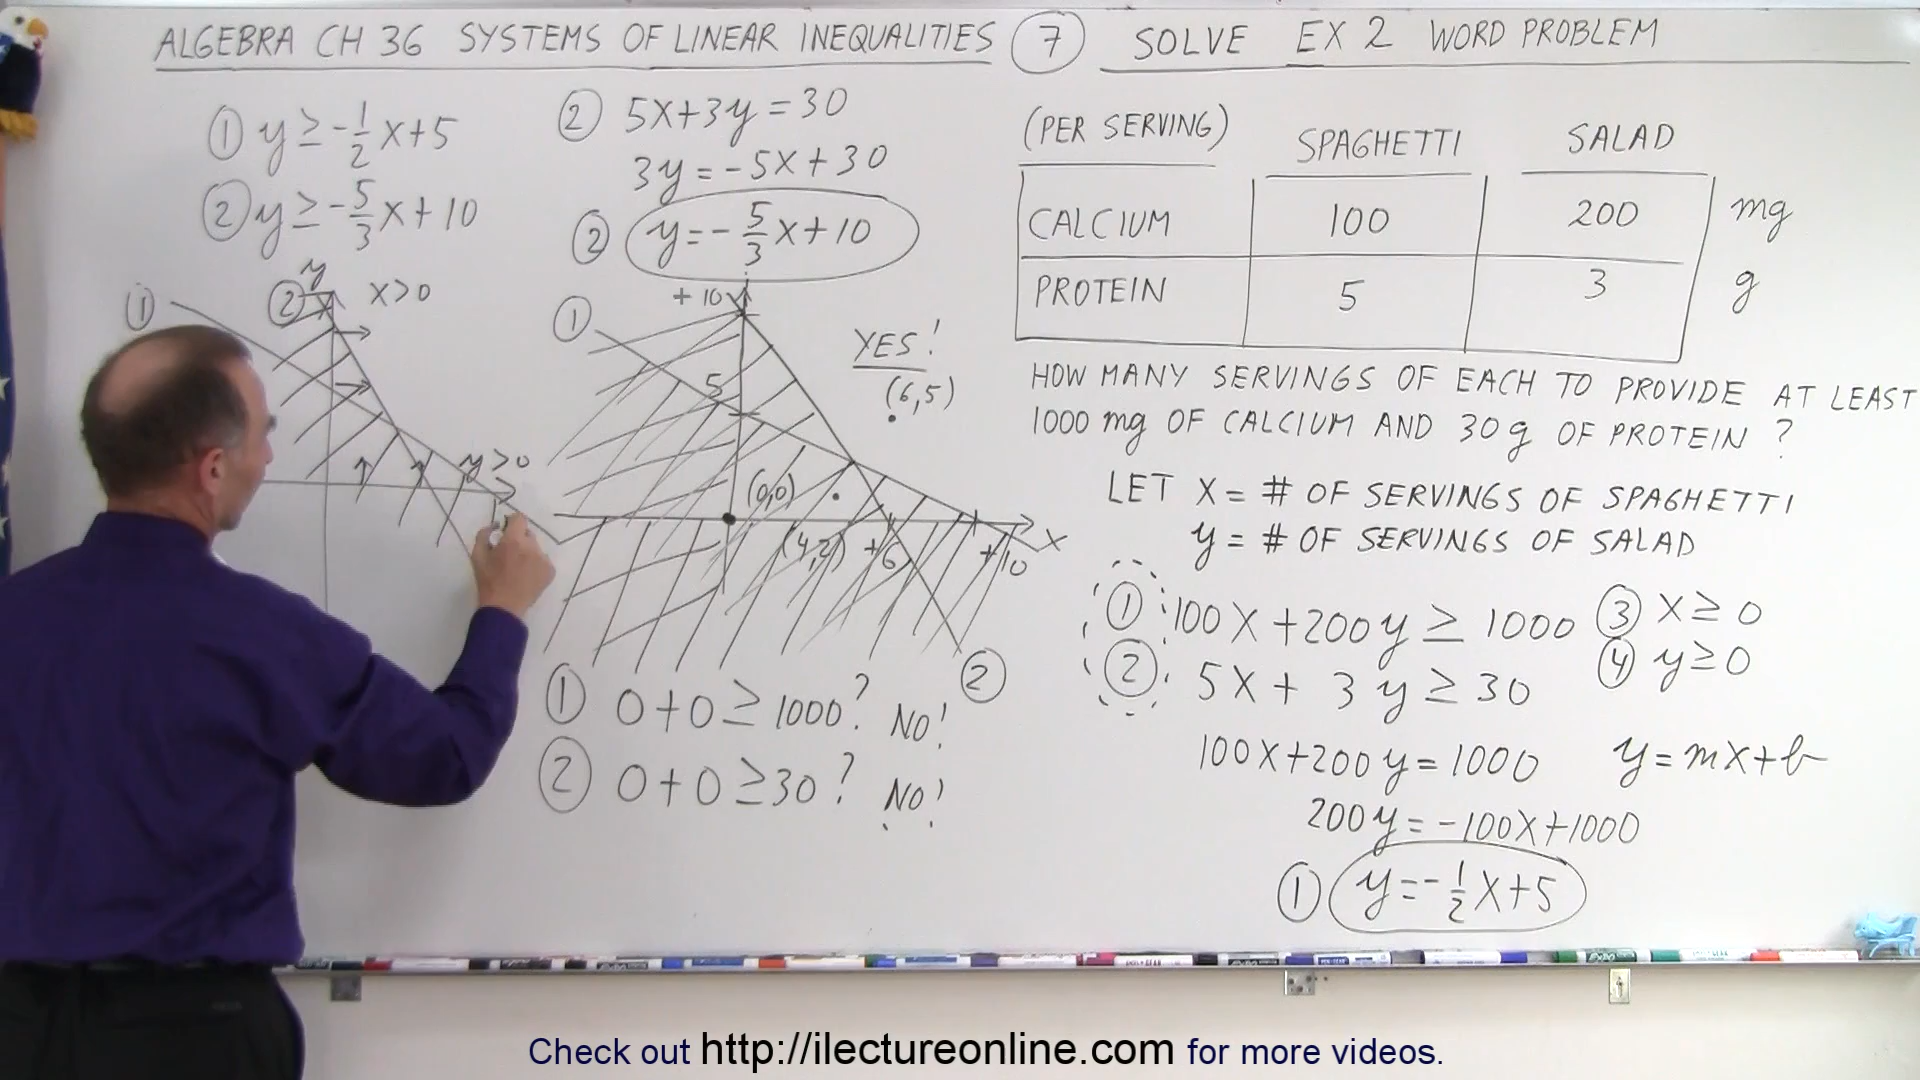 ALGEBRA CH 36 SYSTEMS OF LINEAR INEQUALITIES 7 SOLVE EX 2 WORD PROBLEM
① y ≥ -1/2 x+5
② y ≥ -5/3 x+10
② 5x+3y=30
3y=-5x+30
② y=-5/3 x+10
y
② x>0
①
y>0
+10
①
5
(0,0)
(4,2)
+6
+10
x
②
YES!
(6,5)
① 0+0≥1000? NO!
② 0+0≥30? NO!
(PER SERVING) SPAGHETTI SALAD
CALCIUM 100 200 mg
PROTEIN 5 3 g
HOW MANY SERVINGS OF EACH TO PROVIDE AT LEAST
1000 mg OF CALCIUM AND 30g OF PROTEIN ?
LET x = # OF SERVINGS OF SPAGHETTI
y = # OF SERVINGS OF SALAD
① 100x+200y ≥ 1000 ③ x≥0
② 5x+3y≥30 ④ y≥0
100x+200y=1000 y=mx+b
200y=-100x+1000
① y=-1/2 x+5
Check out http://ilectureonline.com for more videos.